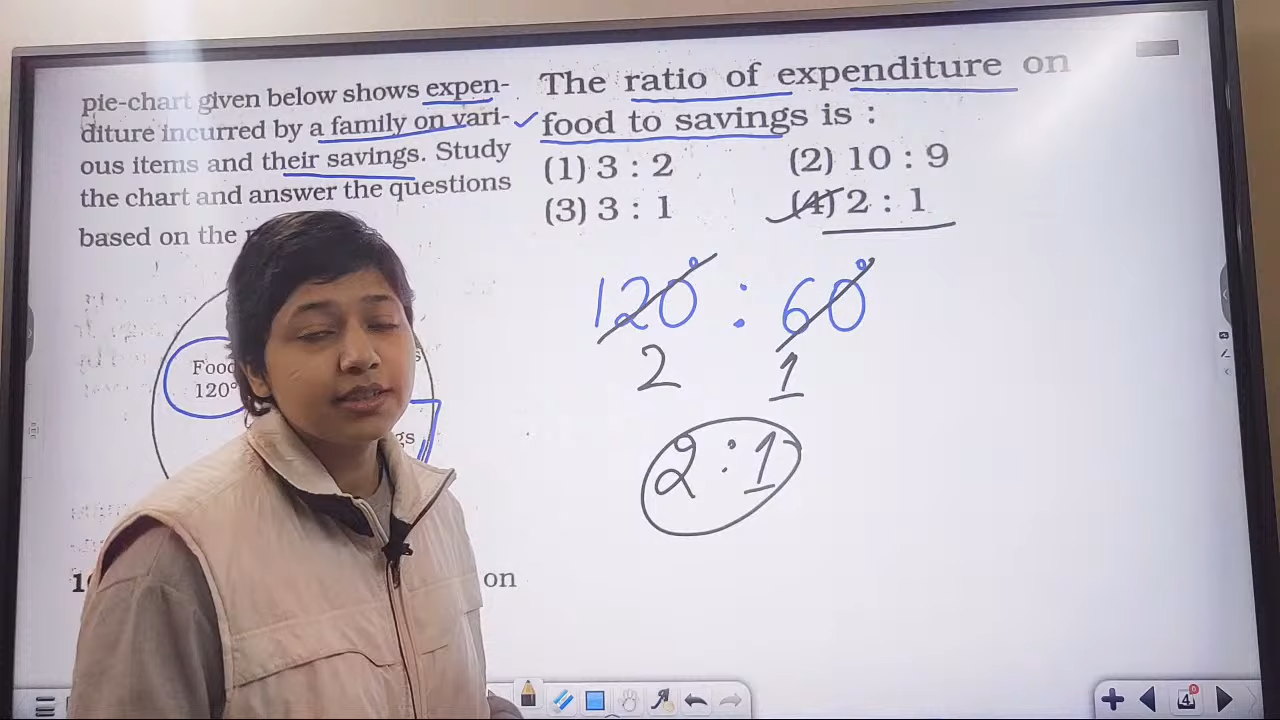 pie-chart given below shows expen-
diture incurred by a family on vari-
ous items and their savings. Study
the chart and answer the questions
based on the
Food
120°
The ratio of expenditure on
food to savings is :
(1) 3 : 2 (2) 10 : 9
(3) 3 : 1 (4) 2 : 1
120° : 60°
2 1
2 : 1
on
4